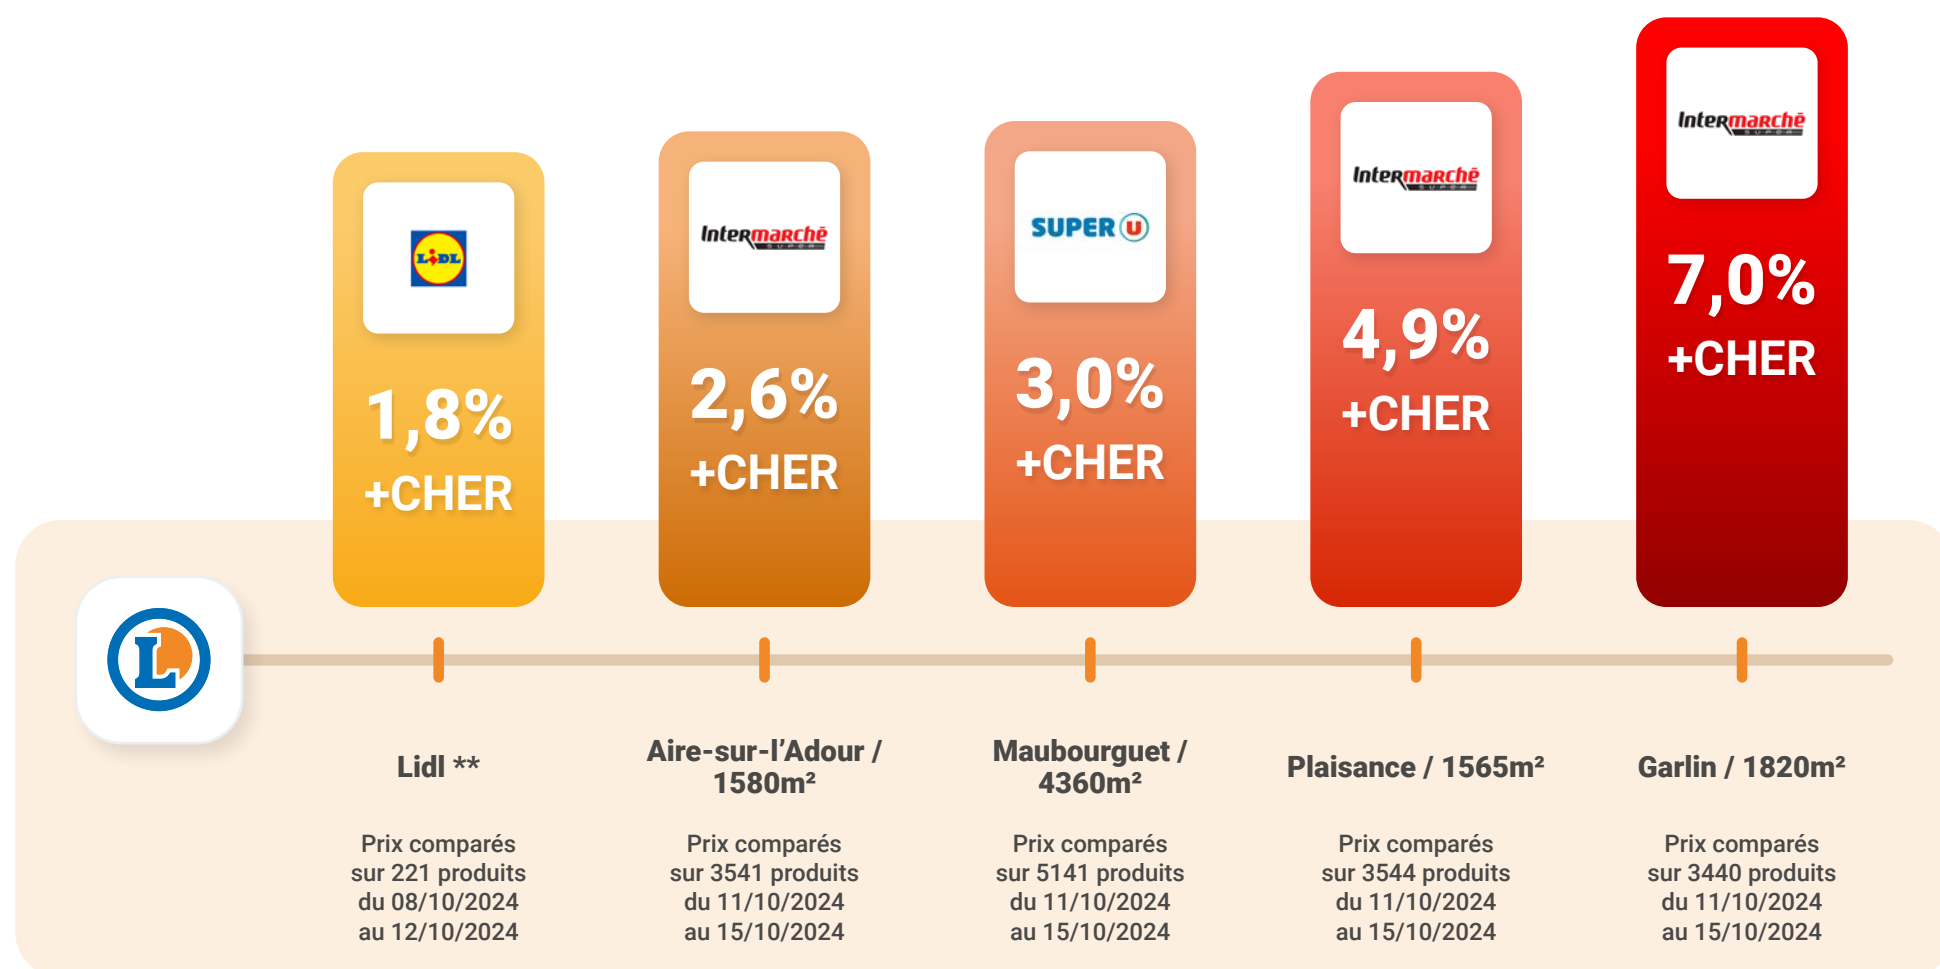 LIDL
1,8%
+CHER
Intermarchē
SUPER
2,6%
+CHER
SUPER U
3,0%
+CHER
Intermarchē
SUPER
4,9%
+CHER
Intermarchē
SUPER
7,0%
+CHER
L
Lidl **
Prix comparés
sur 221 produits
du 08/10/2024
au 12/10/2024
Aire-sur-l’Adour /
1580m²
Prix comparés
sur 3541 produits
du 11/10/2024
au 15/10/2024
Maubourguet /
4360m²
Prix comparés
sur 5141 produits
du 11/10/2024
au 15/10/2024
Plaisance / 1565m²
Prix comparés
sur 3544 produits
du 11/10/2024
au 15/10/2024
Garlin / 1820m²
Prix comparés
sur 3440 produits
du 11/10/2024
au 15/10/2024